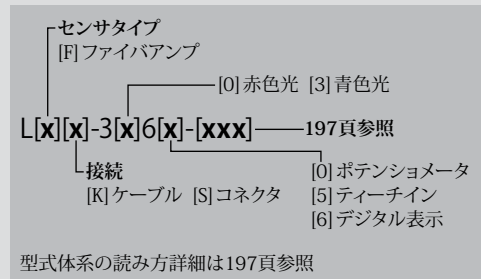 センサタイプ
[F]ファイバアンプ
[0]赤色光 [3]青色光
L[x][x]-3[x]6[x]-[xxx]
197頁参照
接続
[K]ケーブル [S]コネクタ
[0]ポテンショメータ
[5]ティーチイン
[6]デジタル表示
型式体系の読み方詳細は197頁参照